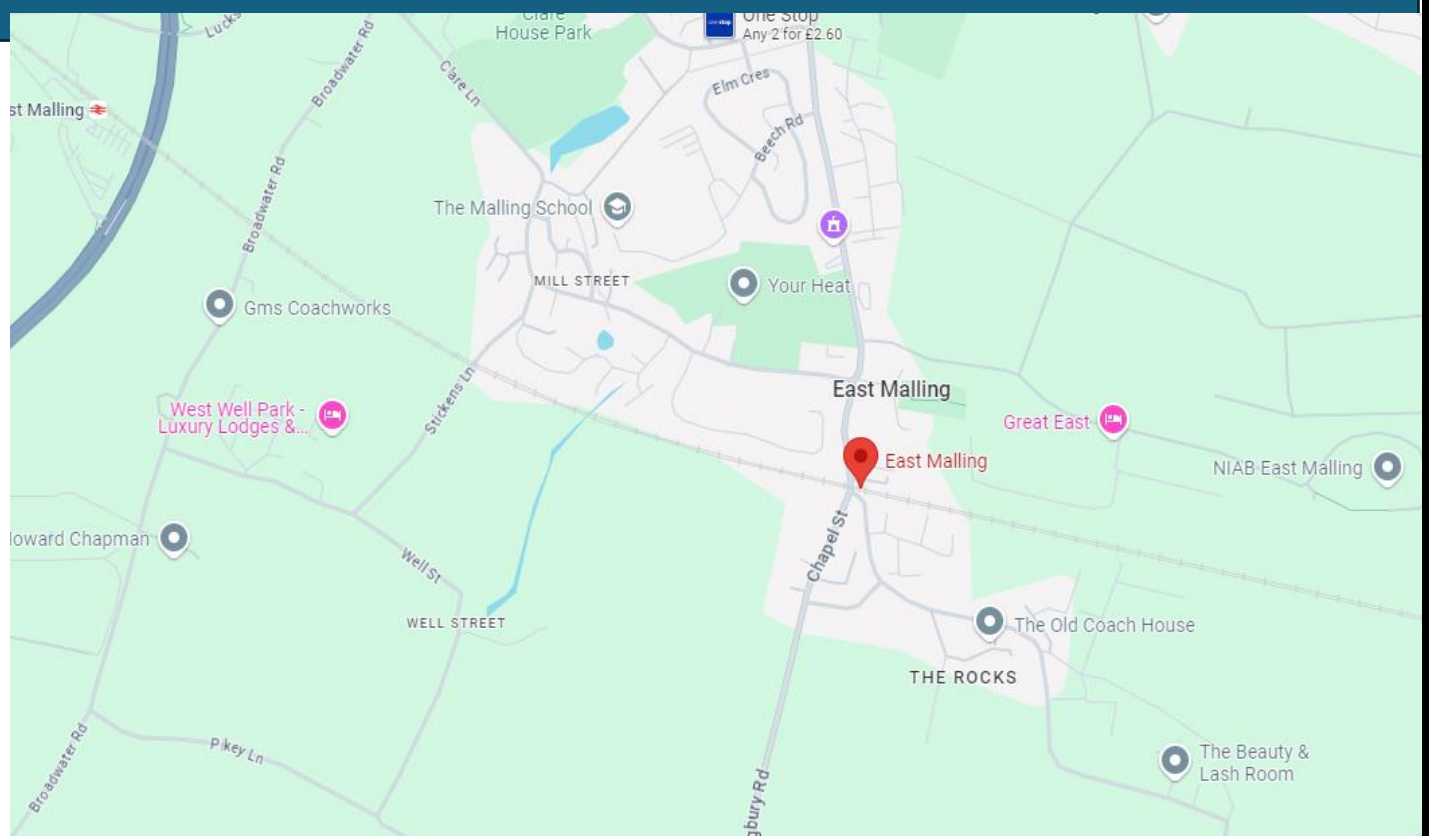 Clare
House Park
One Stop
Any 2 for £2.60
Broadwater Rd
Clare Ln
Elm Cres
Beech Rd
st Malling
Broadwater Rd
The Malling School
MILL STREET
Your Heat
Gms Coachworks
East Malling
West Well Park -
Luxury Lodges &...
Stickens Ln
Great East
East Malling
NIAB East Malling
Chapel St
oward Chapman
Well St
WELL STREET
The Old Coach House
THE ROCKS
Broadwater Rd
Pikey Ln
The Beauty &
Lash Room
gbury Rd